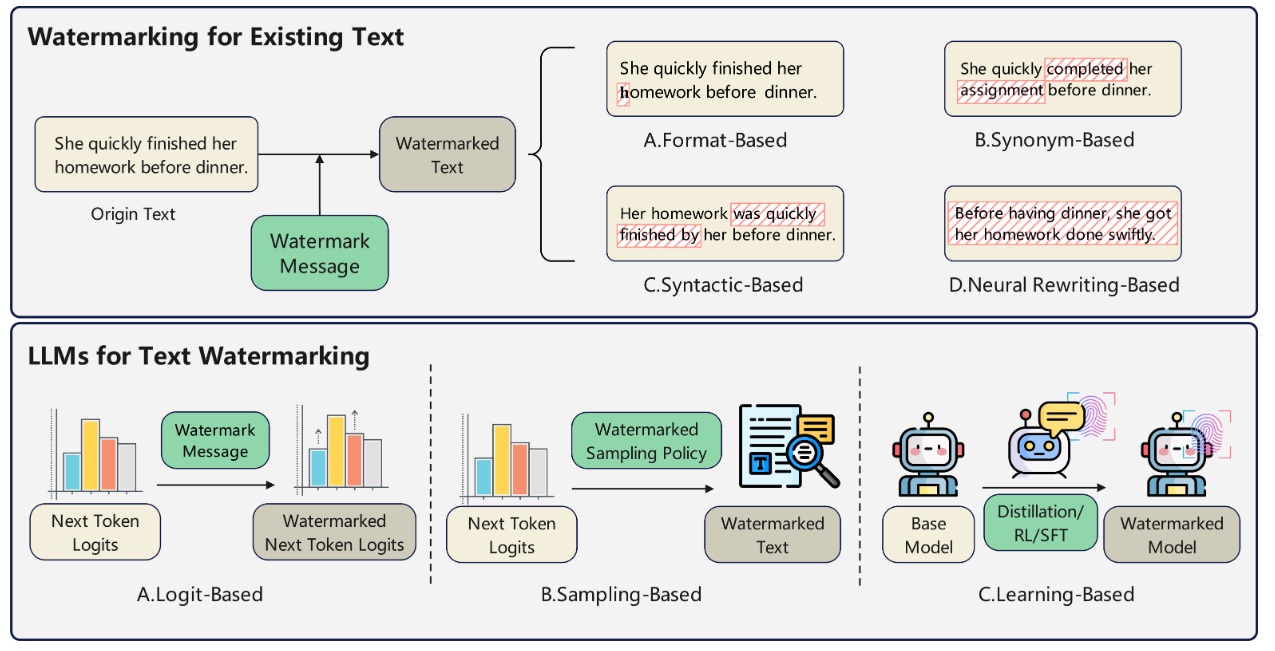 Watermarking for Existing Text
She quickly finished her
homework before dinner.
Origin Text
Watermark
Message
Watermarked
Text
She quickly finished her
homework before  dinner.
A.Format-Based
She quickly completed her
assignment before dinner.
B.Synonym-Based
Her homework was quickly
finished by her before dinner.
C.Syntactic-Based
Before having dinner, she got
her homework done swiftly.
D.Neural Rewriting-Based
LLMs for Text Watermarking
Next Token
Logits
Watermark
Message
Watermarked
Next Token Logits
A.Logit-Based
Next Token
Logits
Watermarked
Sampling Policy
T
Watermarked
Text
B.Sampling-Based
Base
Model
Distillation/
RL/SFT
Watermarked
Model
C.Learning-Based